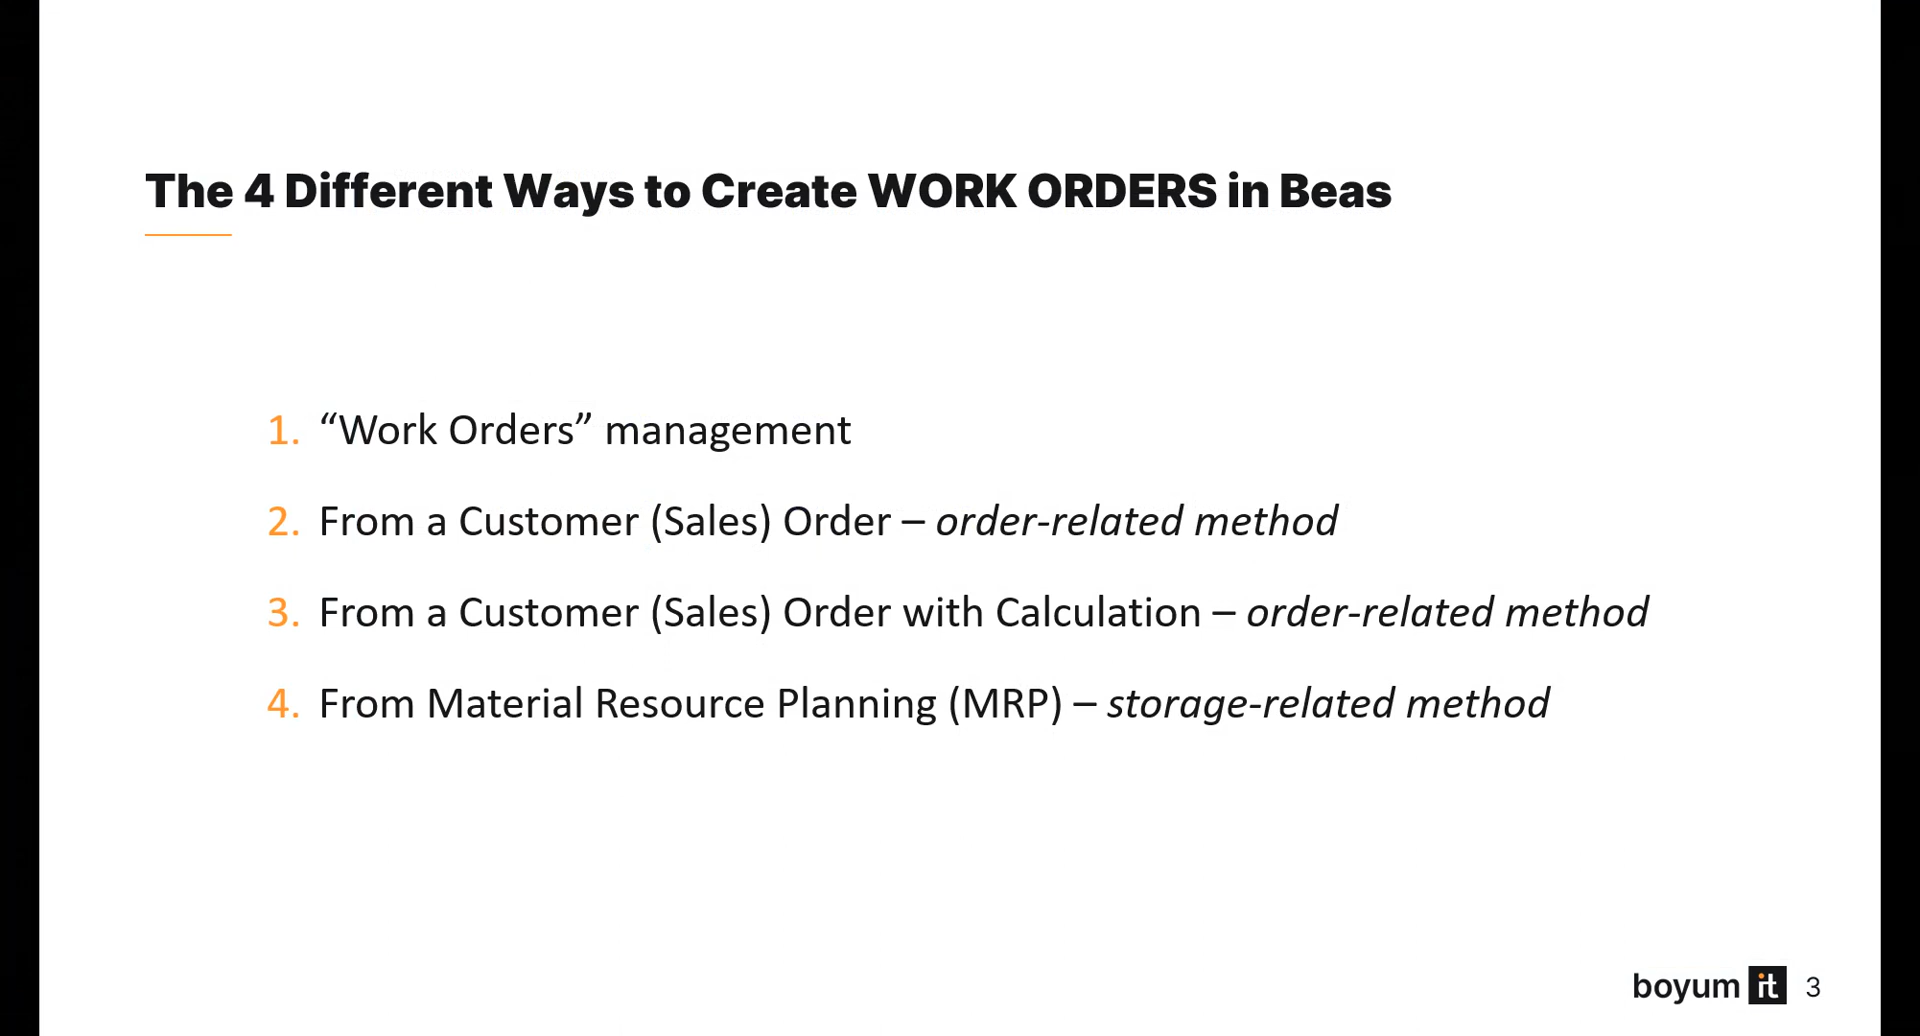 The 4 Different Ways to Create WORK ORDERS in Beas
1. “Work Orders” management
2. From a Customer (Sales) Order – order-related method
3. From a Customer (Sales) Order with Calculation – order-related method
4. From Material Resource Planning (MRP) – storage-related method
boyum it 3